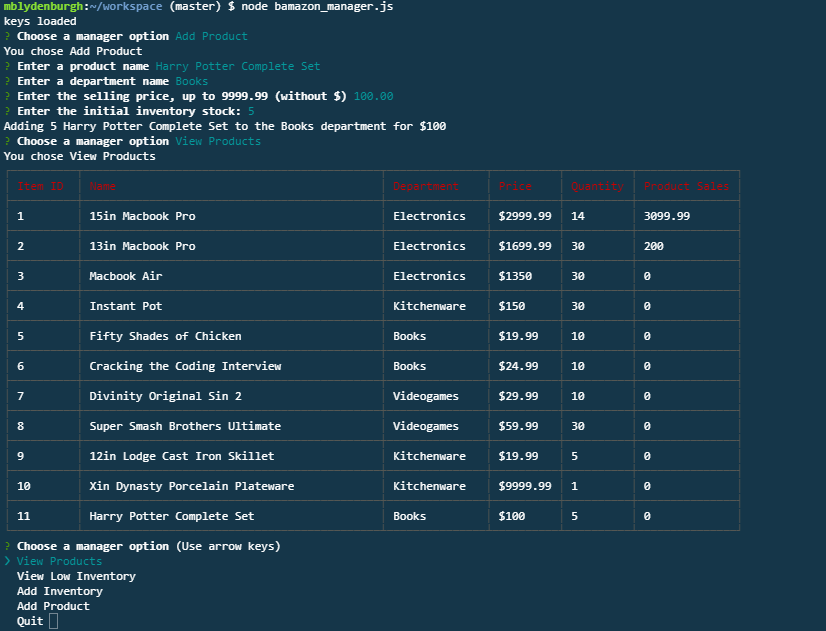 mblydenburgh:~/workspace (master) $ node bamazon_manager.js
keys loaded
? Choose a manager option Add Product
You chose Add Product
? Enter a product name Harry Potter Complete Set
? Enter a department name Books
? Enter the selling price, up to 9999.99 (without $) 100.00
? Enter the initial inventory stock: 5
Adding 5 Harry Potter Complete Set to the Books department for $100
? Choose a manager option View Products
You chose View Products
Item ID Name Department Price Quantity Product Sales
1 15in Macbook Pro Electronics $2999.99 14 3099.99
2 13in Macbook Pro Electronics $1699.99 30 200
3 Macbook Air Electronics $1350 30 0
4 Instant Pot Kitchenware $150 30 0
5 Fifty Shades of Chicken Books $19.99 10 0
6 Cracking the Coding Interview Books $24.99 10 0
7 Divinity Original Sin 2 Videogames $29.99 10 0
8 Super Smash Brothers Ultimate Videogames $59.99 30 0
9 12in Lodge Cast Iron Skillet Kitchenware $19.99 5 0
10 Xin Dynasty Porcelain Plateware Kitchenware $9999.99 1 0
11 Harry Potter Complete Set Books $100 5 0
? Choose a manager option (Use arrow keys)
❯ View Products
View Low Inventory
Add Inventory
Add Product
Quit